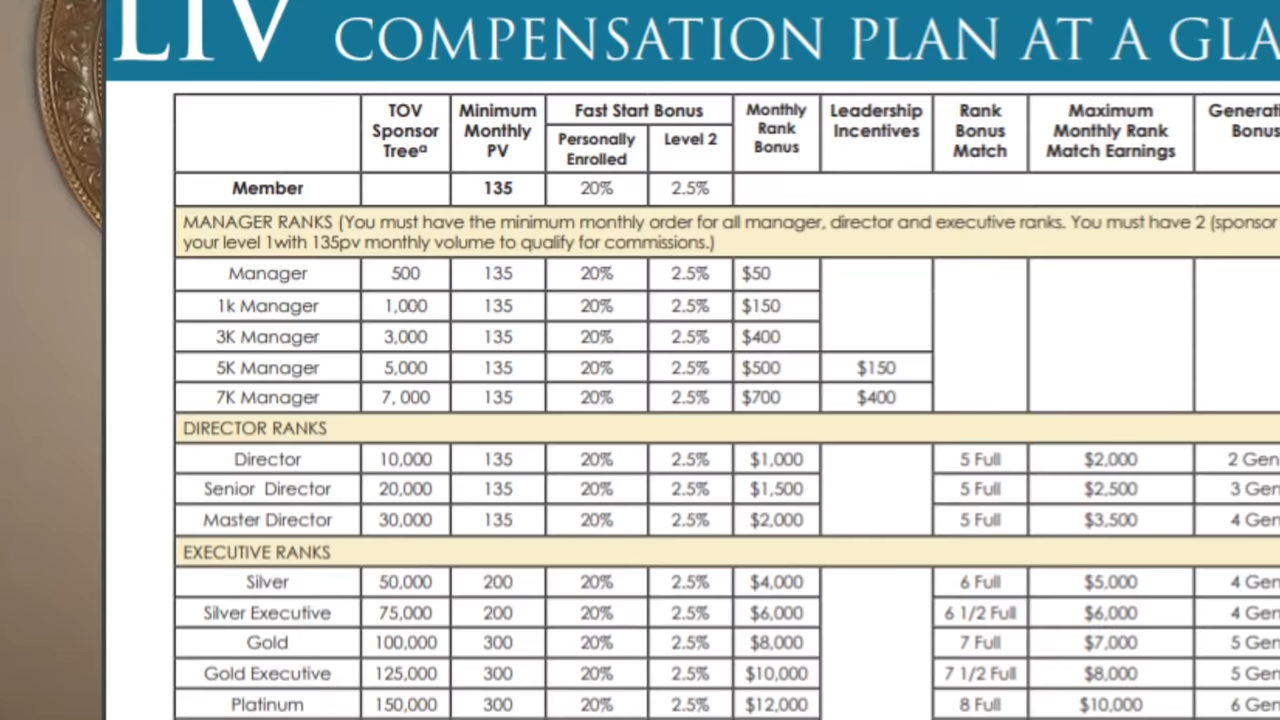 LIV COMPENSATION PLAN AT A
TOV Sponsor Treeª Minimum Monthly PV Fast Start Bonus Personally Enrolled Level 2 Monthly Rank Bonus Leadership Incentives Rank Bonus Match Maximum Monthly Rank Match Earnings
Member 135 20% 2.5%
MANAGER RANKS (You must have the minimum monthly order for all manager, director and executive ranks. You must have 2 (sponsor
your level 1with 135pv monthly volume to qualify for commissions.)
Manager 500 135 20% 2.5% $50
1k Manager 1,000 135 20% 2.5% $150
3K Manager 3,000 135 20% 2.5% $400
5K Manager 5,000 135 20% 2.5% $500 $150
7K Manager 7, 000 135 20% 2.5% $700 $400
DIRECTOR RANKS
Director 10,000 135 20% 2.5% $1,000 5 Full $2,000 2 Gen
Senior Director 20,000 135 20% 2.5% $1,500 5 Full $2,500 3 Gen
Master Director 30,000 135 20% 2.5% $2,000 5 Full $3,500 4 Gen
EXECUTIVE RANKS
Silver 50,000 200 20% 2.5% $4,000 6 Full $5,000 4 Gen
Silver Executive 75,000 200 20% 2.5% $6,000 6 1/2 Full $6,000 4 Gen
Gold 100,000 300 20% 2.5% $8,000 7 Full $7,000 5 Gen
Gold Executive 125,000 300 20% 2.5% $10,000 7 1/2 Full $8,000 5 Gen
Platinum 150,000 300 20% 2.5% $12,000 8 Full $10,000 6 Gen